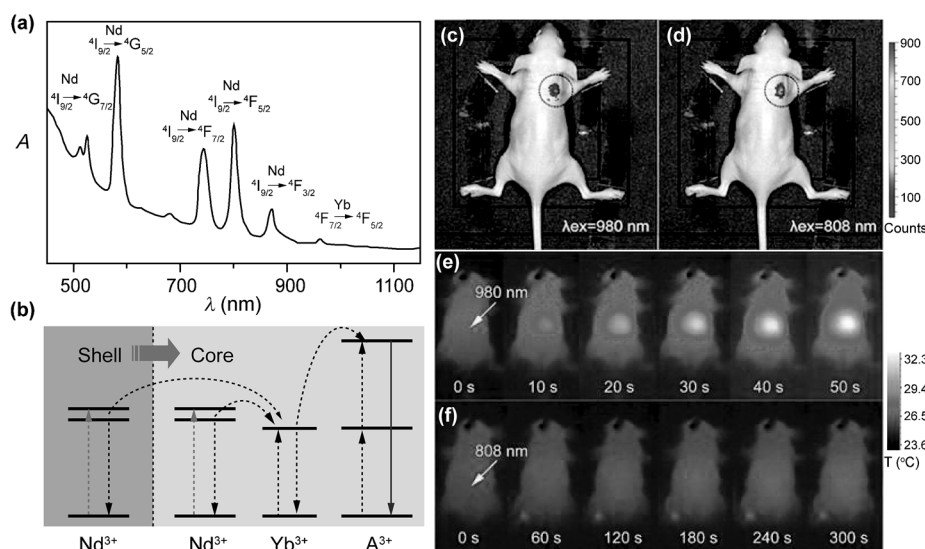 (a)
Nd
⁴I₉/₂→⁴G₅/₂
Nd
⁴I₉/₂→⁴G₇/₂
Nd
⁴I₉/₂→⁴F₇/₂
Nd
⁴I₉/₂→⁴F₅/₂
Nd
⁴I₉/₂→⁴F₃/₂
Yb
⁴F₇/₂→⁴F₅/₂
A
500 700 900 1100
λ (nm)
(b)
Shell Core
Nd³⁺ Nd³⁺ Yb³⁺ A³⁺
(c)
λex=980 nm
(d)
λex=808 nm
900
700
500
300
100
Counts
(e)
980 nm
0 s 10 s 20 s 30 s 40 s 50 s
(f)
808 nm
0 s 60 s 120 s 180 s 240 s 300 s
32.3
29.4
26.5
23.6
T (°C)